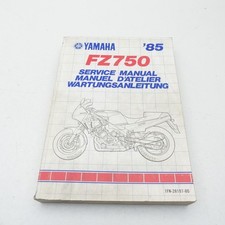 YAMAHA '85
FZ750
SERVICE MANUAL
MANUEL D'ATELIER
WARTUNGSANLEITUNG